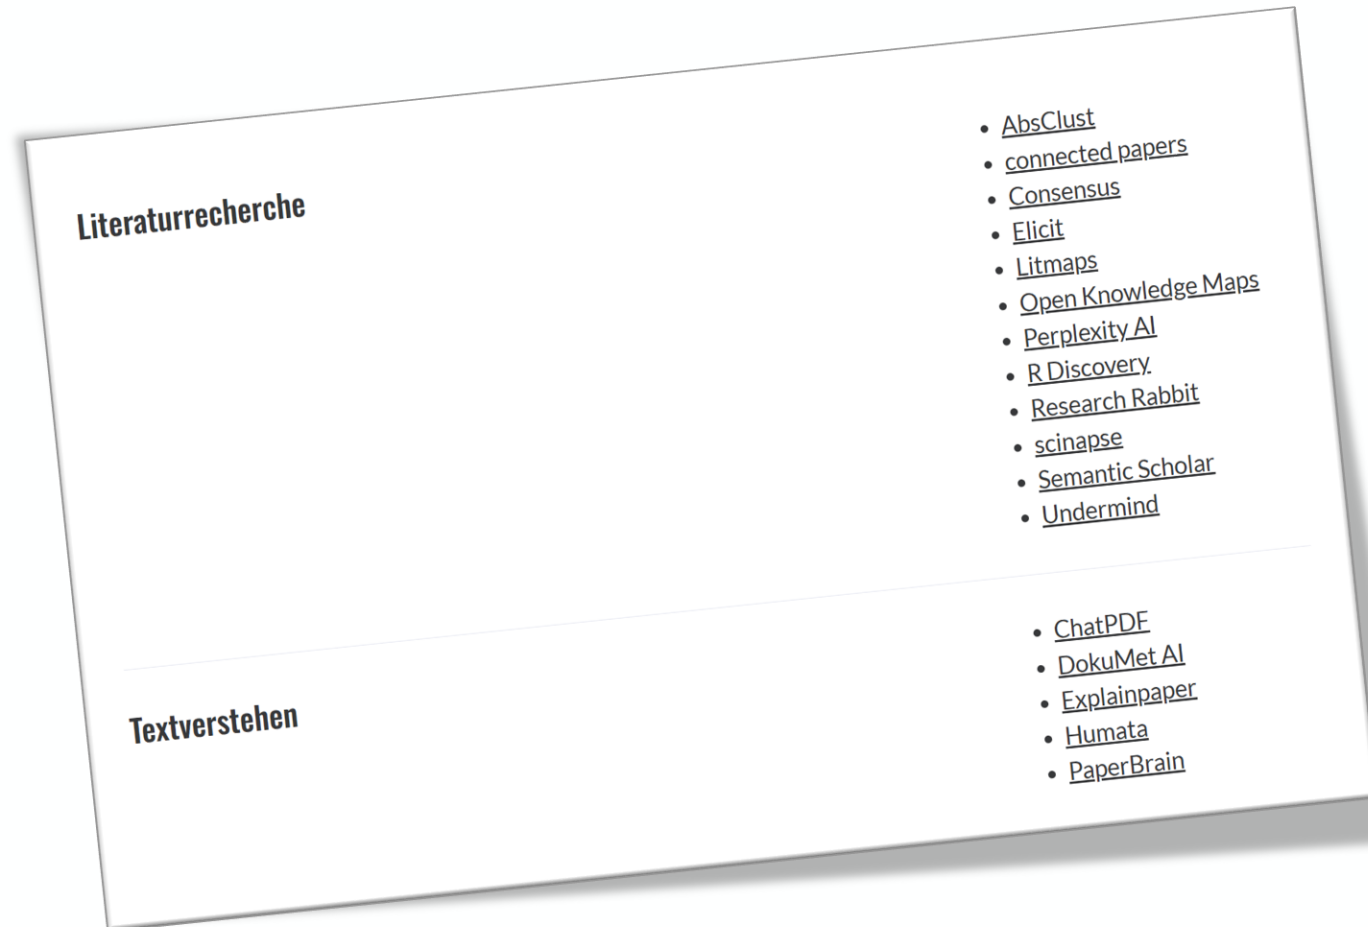 Literaturrecherche
• AbsClust
• connected papers
• Consensus
• Elicit
• Litmaps
• Open Knowledge Maps
• Perplexity AI
• R Discovery
• Research Rabbit
• scinapse
• Semantic Scholar
• Undermind
Textverstehen
• ChatPDF
• DokuMet AI
• Explainpaper
• Humata
• PaperBrain